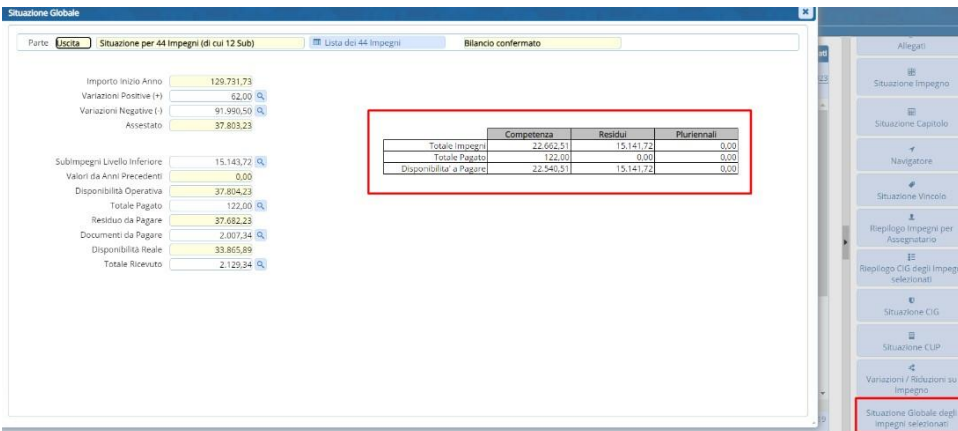 Situazione Globale
Parte Uscita Situazione per 44 Impegni (di cui 12 Sub) Lista dei 44 Impegni Bilancio confermato
Importo Inizio Anno 129.731,73
Variazioni Positive (+) 62,00
Variazioni Negative (-) 91.990,50
Assestato 37.803,23
SubImpegni Livello Inferiore 15.143,72
Valori da Anni Precedenti 0,00
Disponibilità Operativa 37.804,23
Totale Pagato 122,00
Residuo da Pagare 37.682,23
Documenti da Pagare 2.007,34
Disponibilità Reale 33.865,89
Totale Ricevuto 2.129,34
Competenza Residui Pluriennali
Totale Impegni 22.662,51 15.141,72 0,00
Totale Pagato 122,00 0,00 0,00
Disponibilita' a Pagare 22.540,51 15.141,72 0,00
Allegati
Situazione Impegno
Situazione Capitolo
Navigatore
Situazione Vincolo
Riepilogo Impegni per
Assegnatario
Riepilogo CIG degli Impegn
selezionati
Situazione CIG
Situazione CUP
Variazioni / Riduzioni su
Impegno
Situazione Globale degli
Impegni selezionati